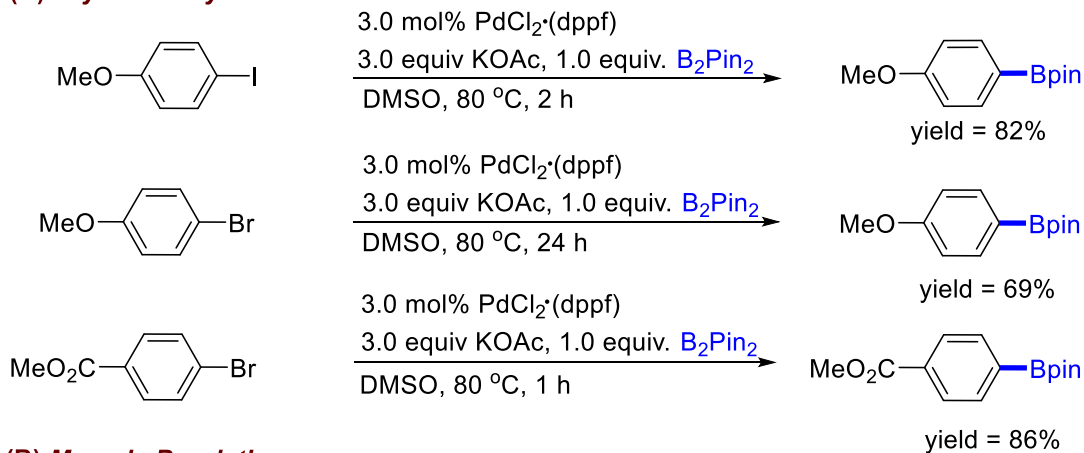 3.0 mol% PdCl2•(dppf)
MeO I 3.0 equiv KOAc, 1.0 equiv. B2Pin2 MeO Bpin
DMSO, 80 °C, 2 h
yield = 82%
3.0 mol% PdCl2•(dppf)
MeO Br 3.0 equiv KOAc, 1.0 equiv. B2Pin2 MeO Bpin
DMSO, 80 °C, 24 h
yield = 69%
3.0 mol% PdCl2•(dppf)
MeO2C Br 3.0 equiv KOAc, 1.0 equiv. B2Pin2 MeO2C Bpin
DMSO, 80 °C, 1 h
yield = 86%